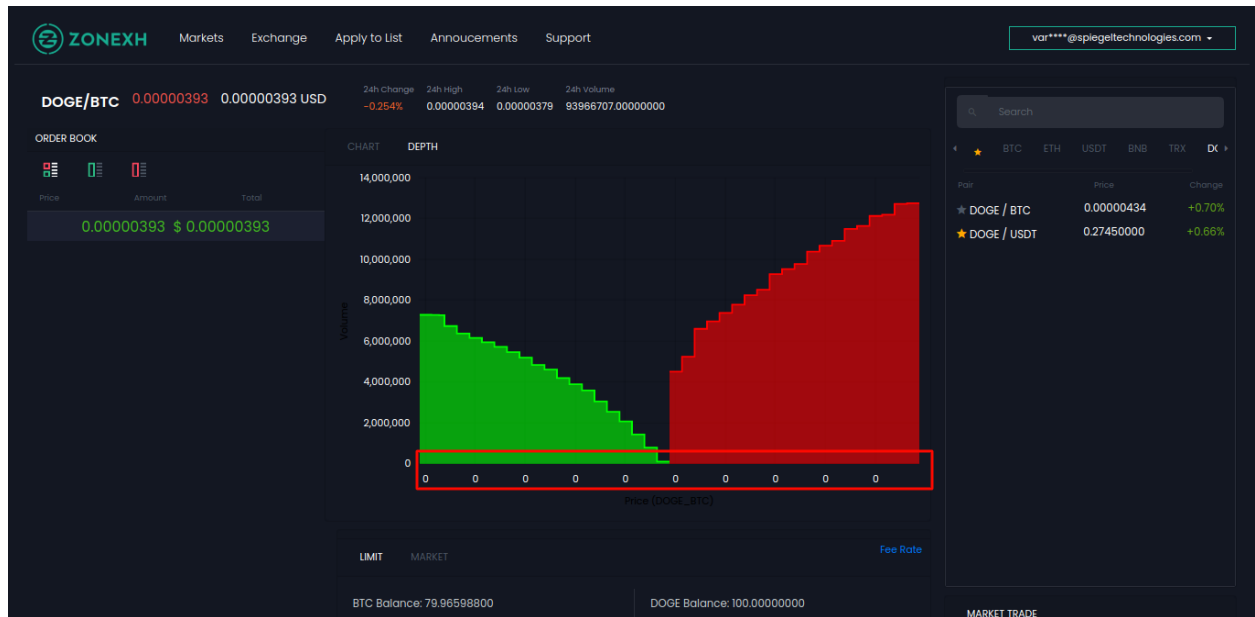 ZONEXH Markets Exchange Apply to List Annoucements Support var****@spiegeltechnologies.com
DOGE/BTC 0.00000393 0.00000393 USD
24h Change 24h High 24h Low 24h Volume
-0.254% 0.00000394 0.00000379 93966707.00000000
ORDER BOOK
Price Amount Total
0.00000393 $ 0.00000393
CHART DEPTH
14,000,000
12,000,000
10,000,000
8,000,000
6,000,000
4,000,000
2,000,000
0
Volume
0 0 0 0 0 0 0 0 0 0
Price (DOGE_BTC)
LIMIT MARKET Fee Rate
BTC Balance: 79.96598800 DOGE Balance: 100.00000000
Search
BTC ETH USDT BNB TRX
Pair Price Change
DOGE / BTC 0.00000434 +0.70%
DOGE / USDT 0.27450000 +0.66%
MARKET TRADE